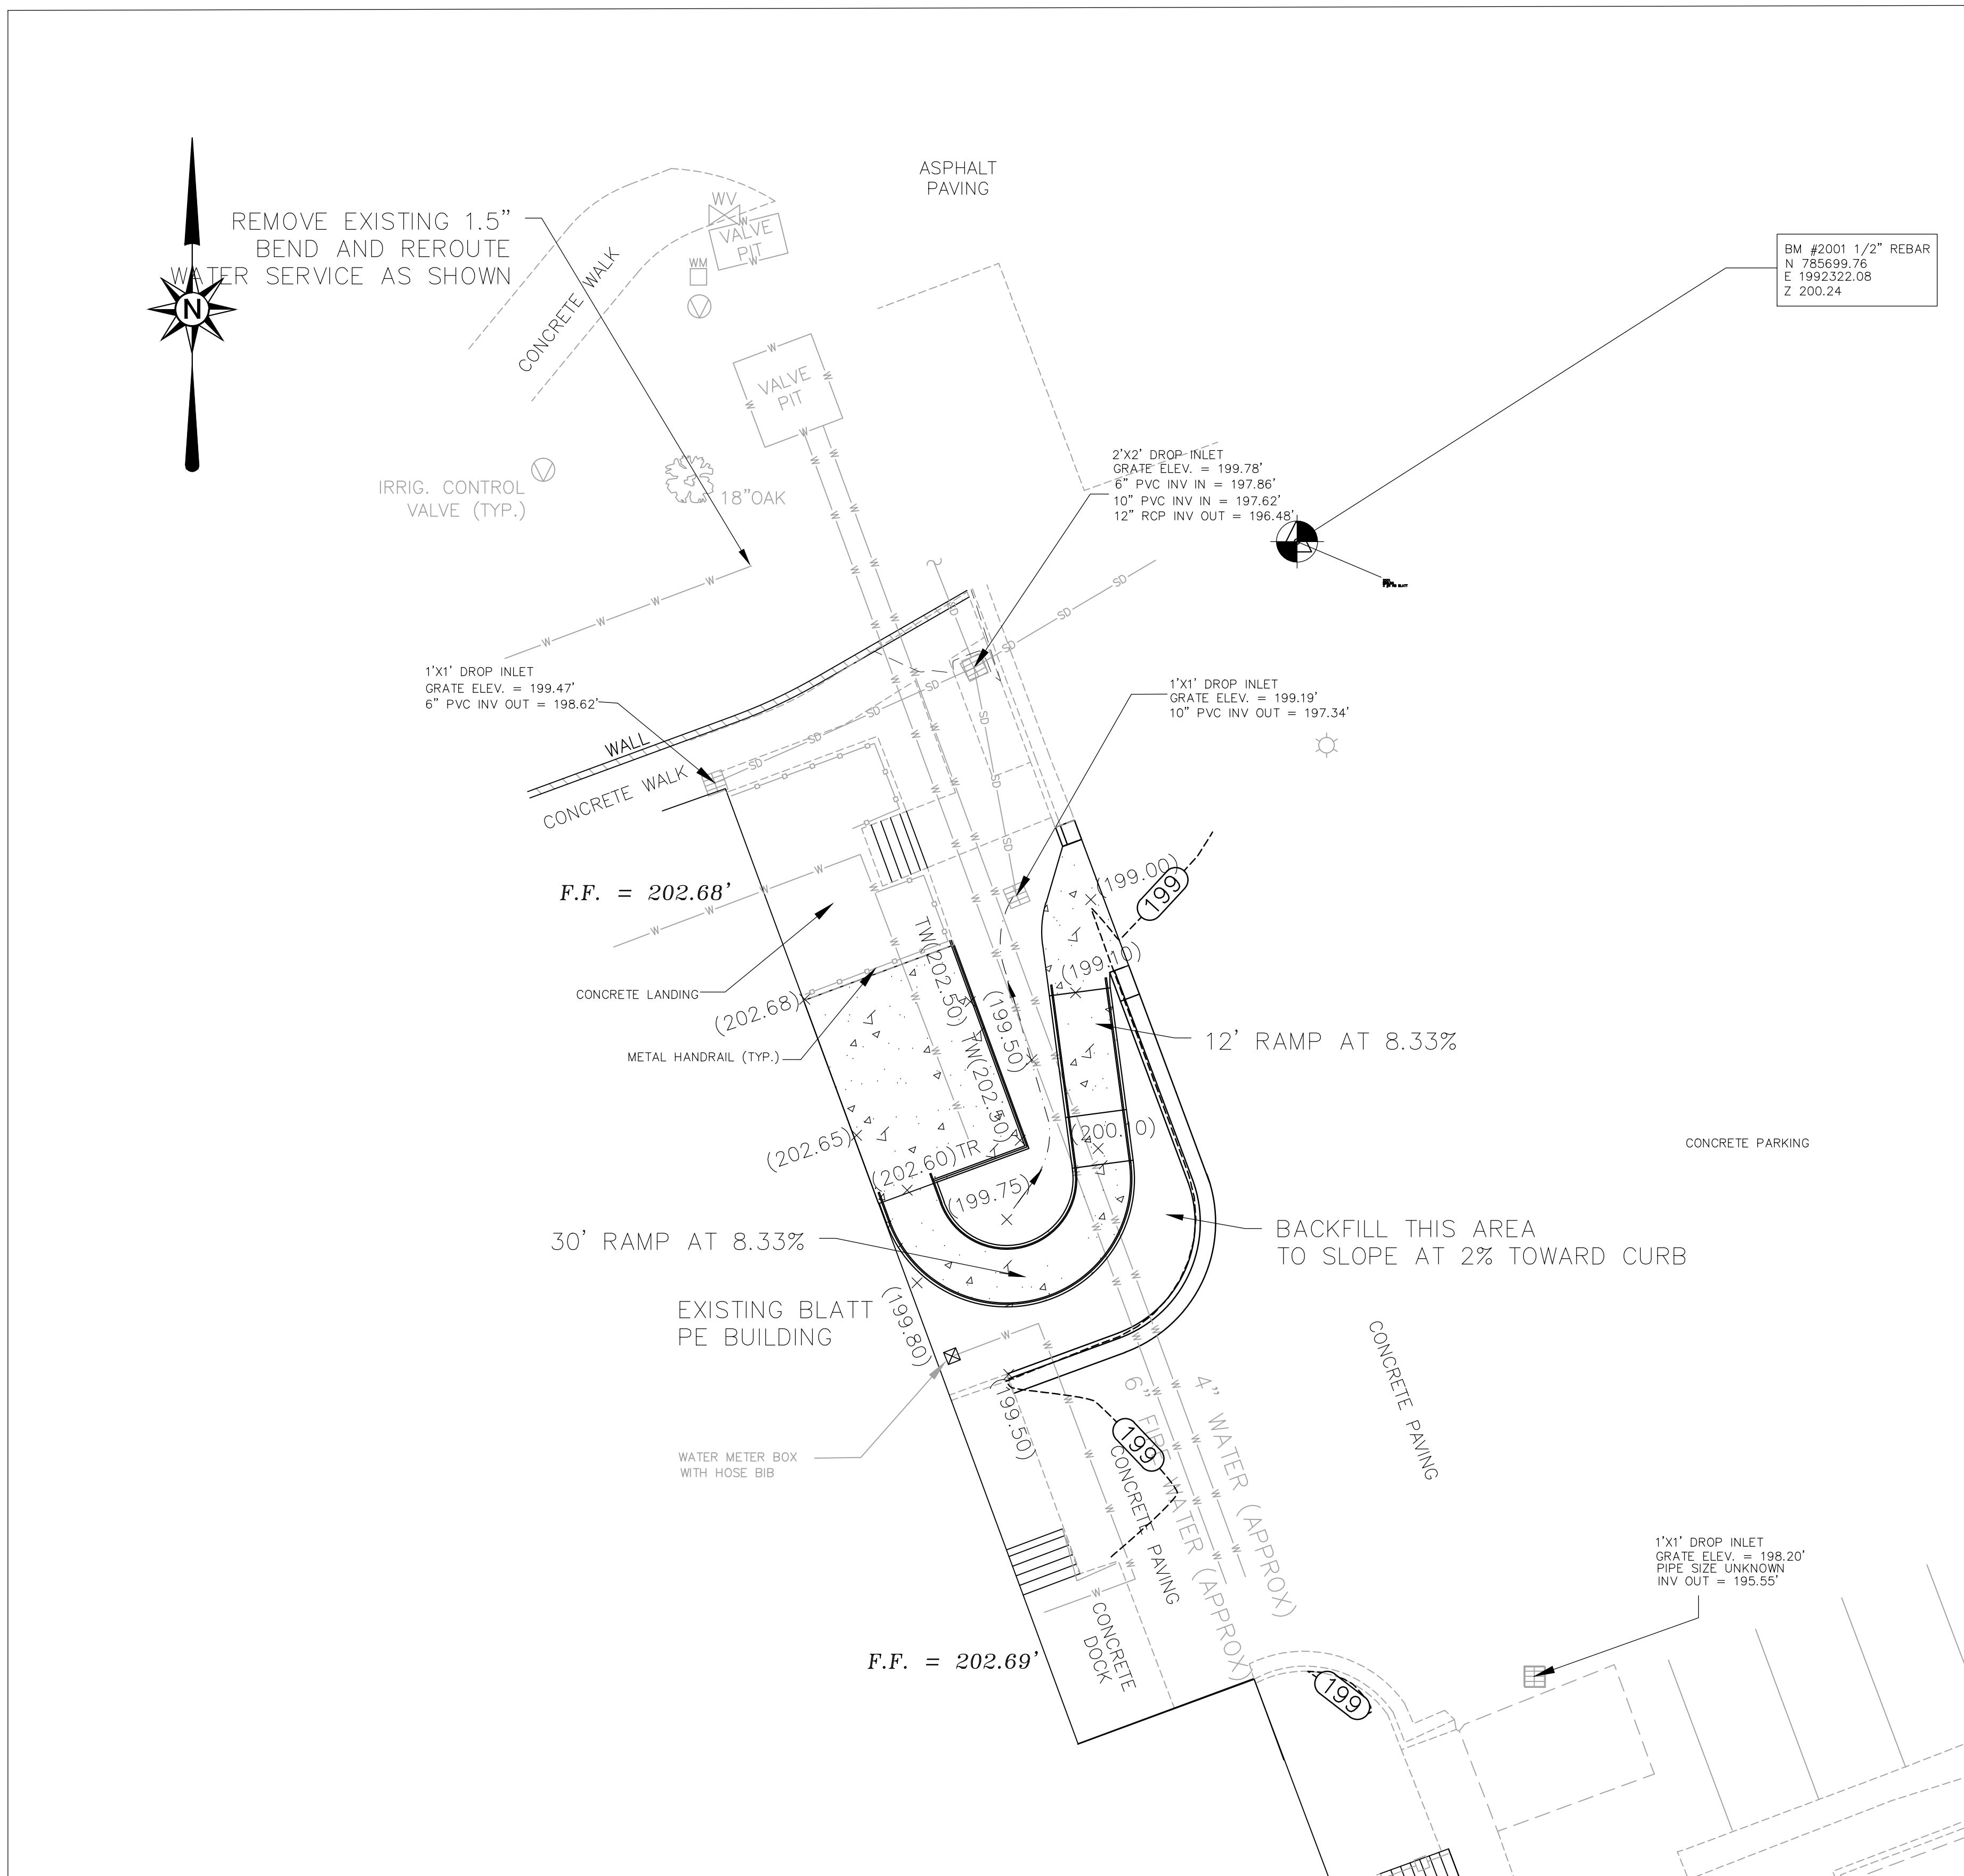 ASPHALT
PAVING
REMOVE EXISTING 1.5"
BEND AND REROUTE
WATER SERVICE AS SHOWN
N
CONCRETE WALK
WV
VALVE
PIT
WM
BM #2001 1/2" REBAR
N 785699.76
E 1992322.08
Z 200.24
VALVE
PIT
IRRIG. CONTROL
VALVE (TYP.)
18"OAK
2'X2' DROP INLET
GRATE ELEV. = 199.78'
6" PVC INV IN = 197.86'
10" PVC INV IN = 197.62'
12" RCP INV OUT = 196.48'
1'X1' DROP INLET
GRATE ELEV. = 199.47'
6" PVC INV OUT = 198.62'
1'X1' DROP INLET
GRATE ELEV. = 199.19'
10" PVC INV OUT = 197.34'
WALL
CONCRETE WALK
F.F. = 202.68'
(199.00)
199
(199.10)
TW(202.50)
TW(202.50)
(199.50)
CONCRETE LANDING
(202.68)
METAL HANDRAIL (TYP.)
12' RAMP AT 8.33%
(202.65)
(200.10)
(202.60)TR
(199.75)
CONCRETE PARKING
30' RAMP AT 8.33%
BACKFILL THIS AREA
TO SLOPE AT 2% TOWARD CURB
EXISTING BLATT
PE BUILDING
(199.80)
(199.50)
CONCRETE PAVING
199
6" FIRE WATER (APPROX)
4" WATER (APPROX)
CONCRETE PAVING
WATER METER BOX
WITH HOSE BIB
1'X1' DROP INLET
GRATE ELEV. = 198.20'
PIPE SIZE UNKNOWN
INV OUT = 195.55'
CONCRETE
DOCK
F.F. = 202.69'
199